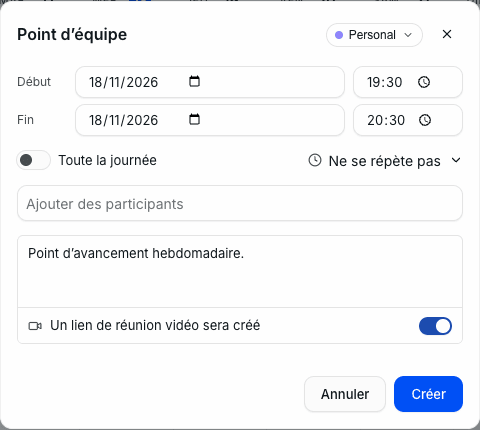 Point d’équipe
Personal
Début 18/11/2026 19:30
Fin 18/11/2026 20:30
Toute la journée
Ne se répète pas
Ajouter des participants
Point d’avancement hebdomadaire.
Un lien de réunion vidéo sera créé
Annuler
Créer